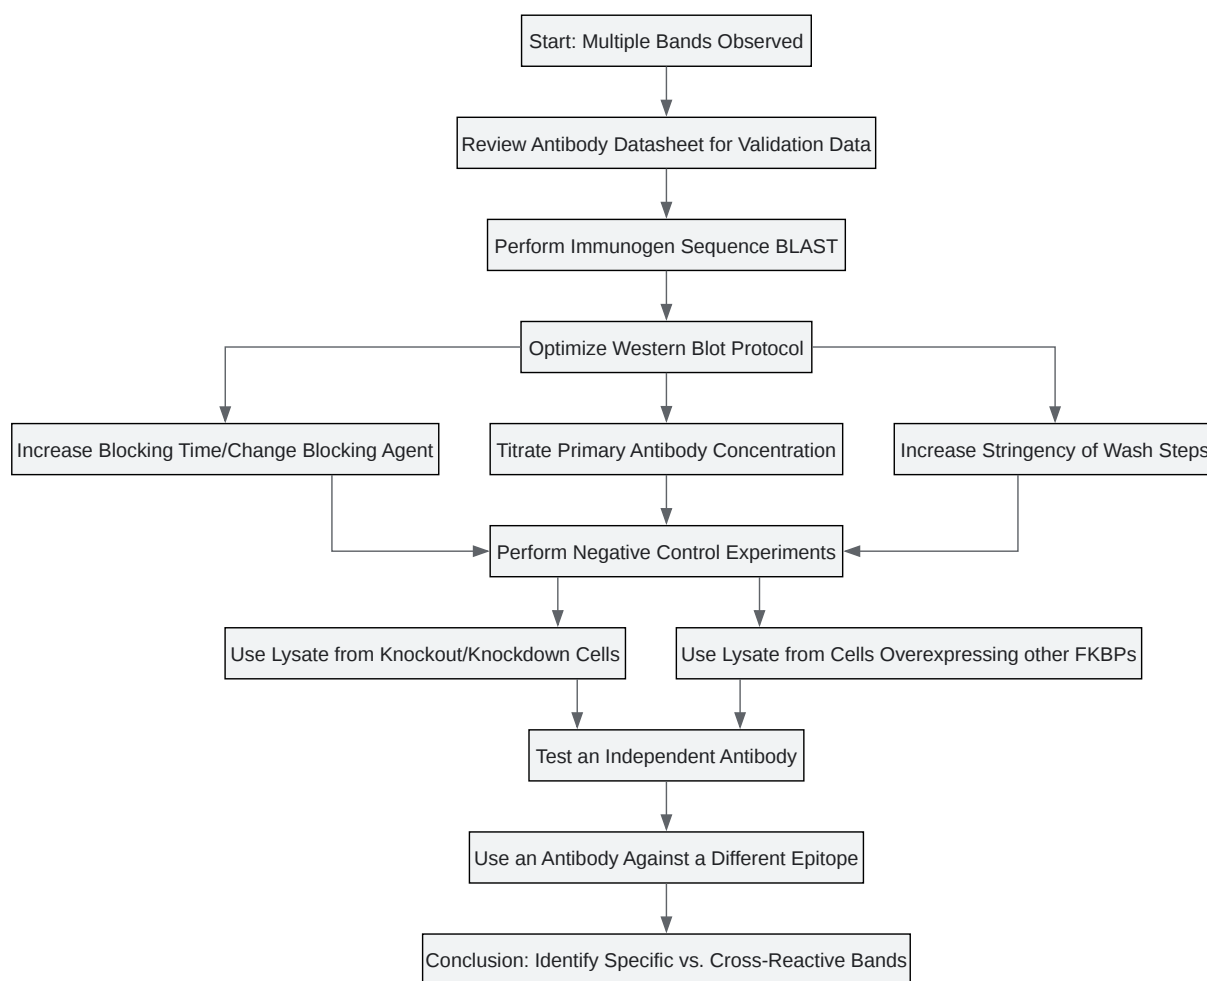 Start: Multiple Bands Observed
Review Antibody Datasheet for Validation Data
Perform Immunogen Sequence BLAST
Optimize Western Blot Protocol
Increase Blocking Time/Change Blocking Agent
Titrate Primary Antibody Concentration
Increase Stringency of Wash Steps
Perform Negative Control Experiments
Use Lysate from Knockout/Knockdown Cells
Use Lysate from Cells Overexpressing other FKBPs
Test an Independent Antibody
Use an Antibody Against a Different Epitope
Conclusion: Identify Specific vs. Cross-Reactive Bands